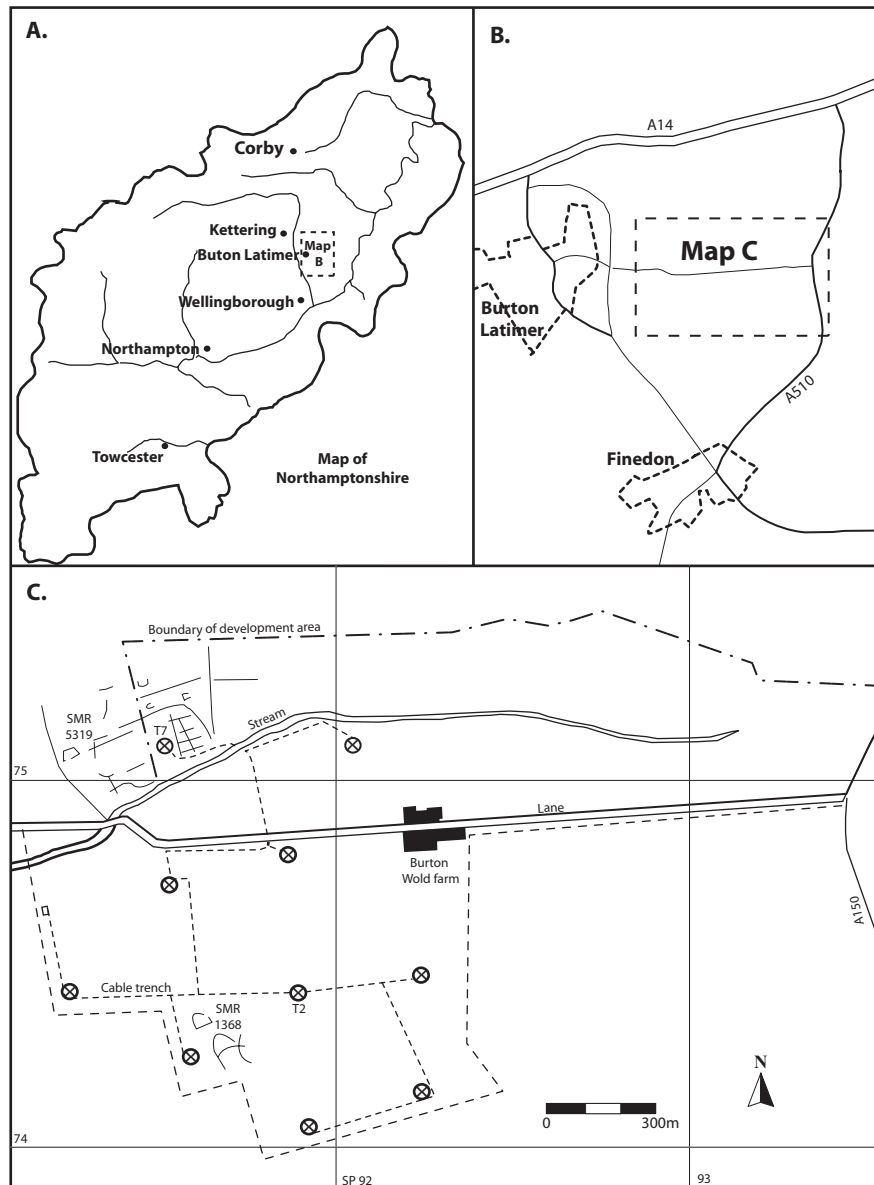 A.
Corby
Kettering
Buton Latimer
Map
B
Wellingborough
Northampton
Towcester
Map of
Northamptonshire
B.
A14
Map C
Burton
Latimer
A510
Finedon
C.
Boundary of development area
SMR
5319
T7
Stream
75
Lane
Burton
Wold farm
A150
Cable trench
T2
SMR
1368
N
0 300m
74
SP 92
93